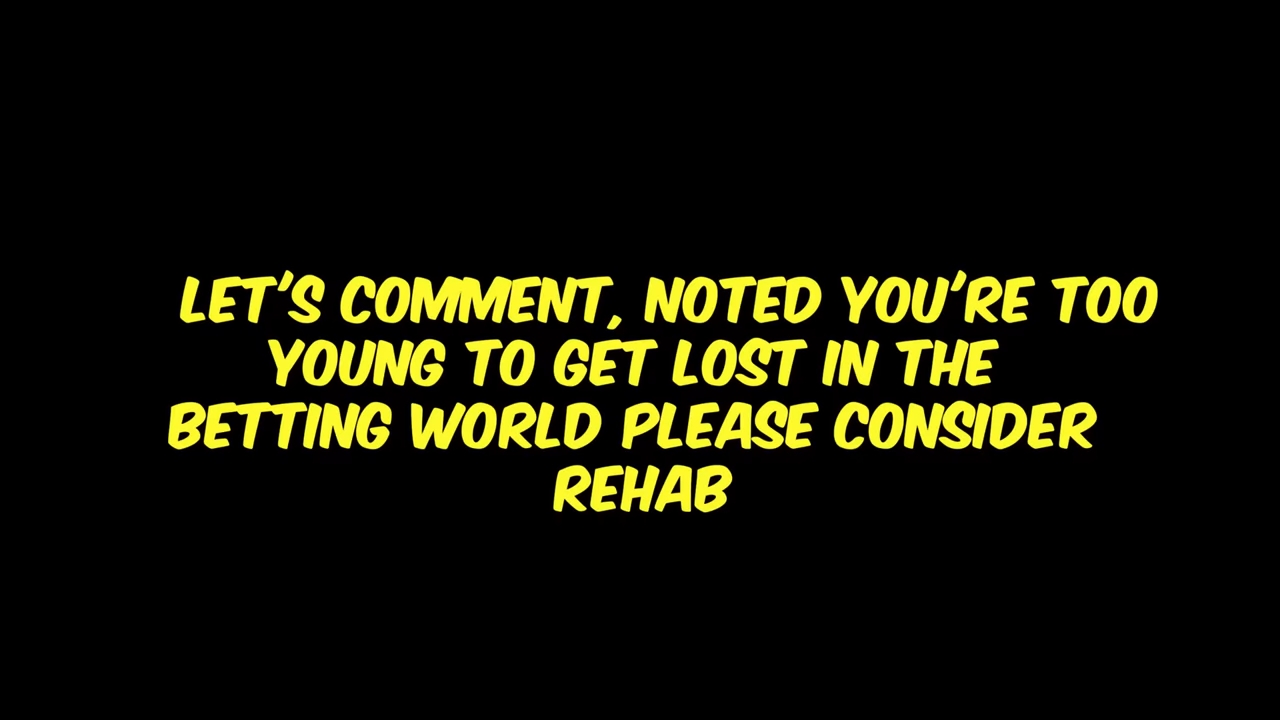 LET'S COMMENT, NOTED YOU'RE TOO
YOUNG TO GET LOST IN THE
BETTING WORLD PLEASE CONSIDER
REHAB